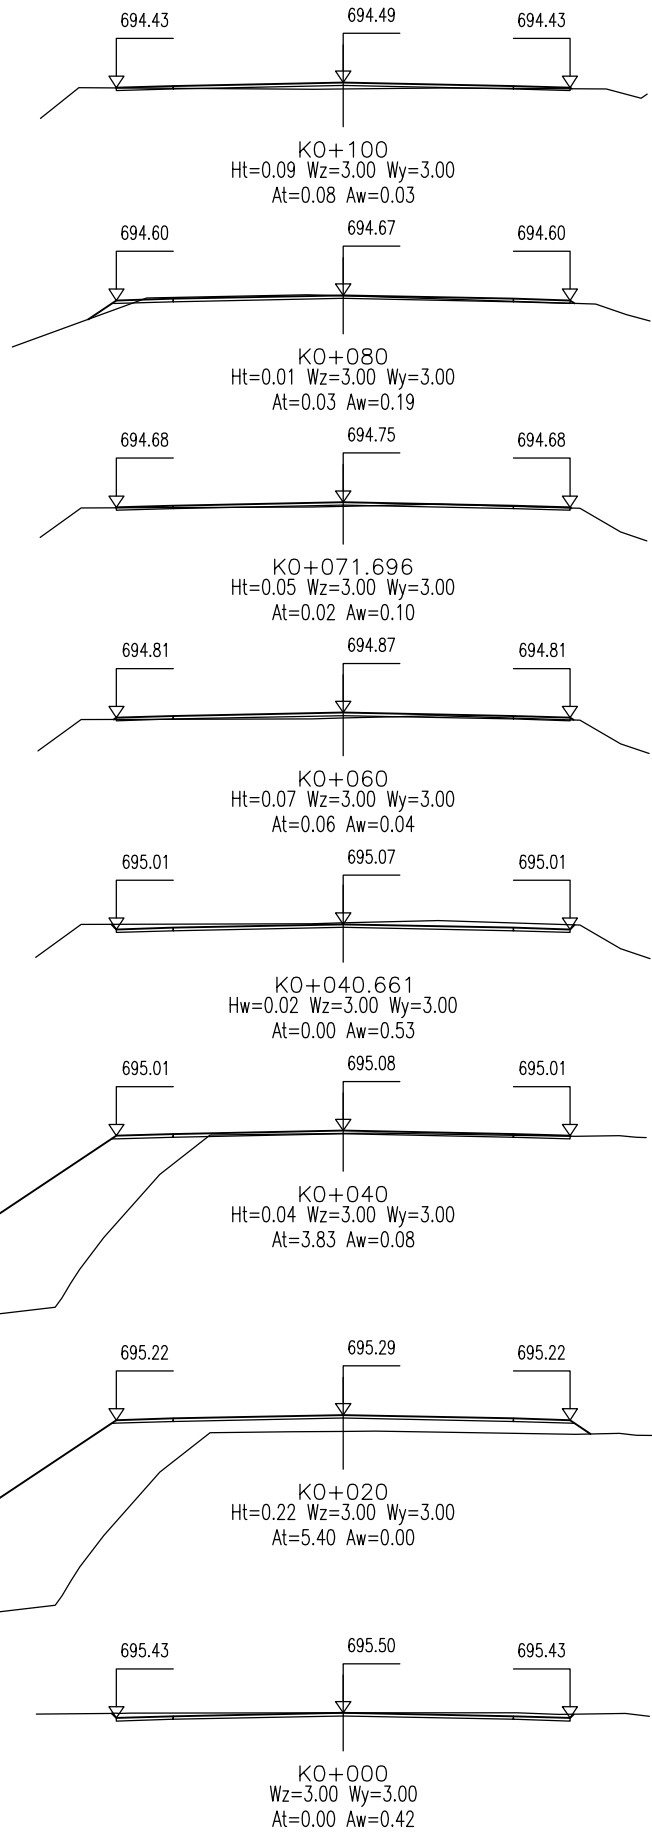 694.43 694.49 694.43
K0+100
Ht=0.09 Wz=3.00 Wy=3.00
At=0.08 Aw=0.03
694.60 694.67 694.60
K0+080
Ht=0.01 Wz=3.00 Wy=3.00
At=0.03 Aw=0.19
694.68 694.75 694.68
K0+071.696
Ht=0.05 Wz=3.00 Wy=3.00
At=0.02 Aw=0.10
694.81 694.87 694.81
K0+060
Ht=0.07 Wz=3.00 Wy=3.00
At=0.06 Aw=0.04
695.01 695.07 695.01
K0+040.661
Hw=0.02 Wz=3.00 Wy=3.00
At=0.00 Aw=0.53
695.01 695.08 695.01
K0+040
Ht=0.04 Wz=3.00 Wy=3.00
At=3.83 Aw=0.08
695.22 695.29 695.22
K0+020
Ht=0.22 Wz=3.00 Wy=3.00
At=5.40 Aw=0.00
695.43 695.50 695.43
K0+000
Wz=3.00 Wy=3.00
At=0.00 Aw=0.42